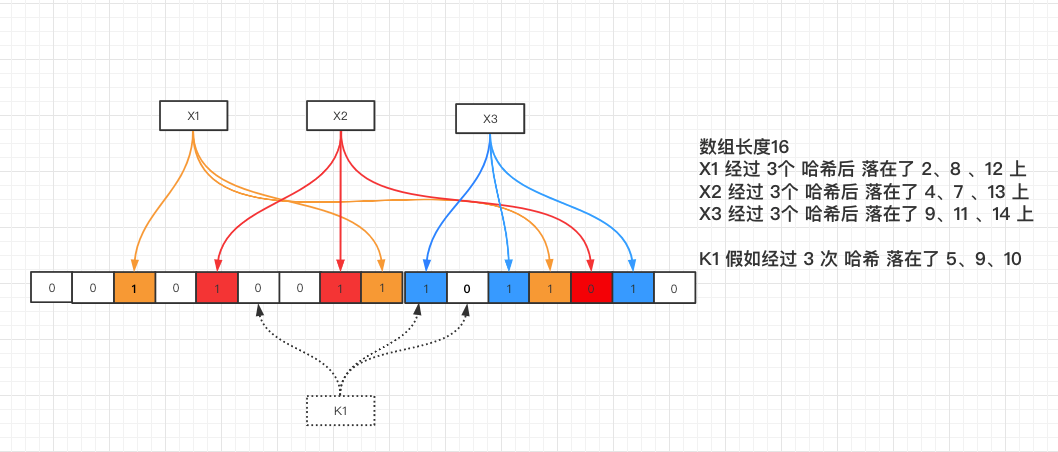 X1 X2 X3
数组长度16
X1 经过 3个 哈希后 落在了 2、8 、12 上
X2 经过 3个 哈希后 落在了 4、7 、13 上
X3 经过 3个 哈希后 落在了 9、11 、14 上
K1 假如经过 3 次 哈希 落在了 5、9、10
0 0 1 0 1 0 0 1 1 1 0 1 1 0 1 0
K1